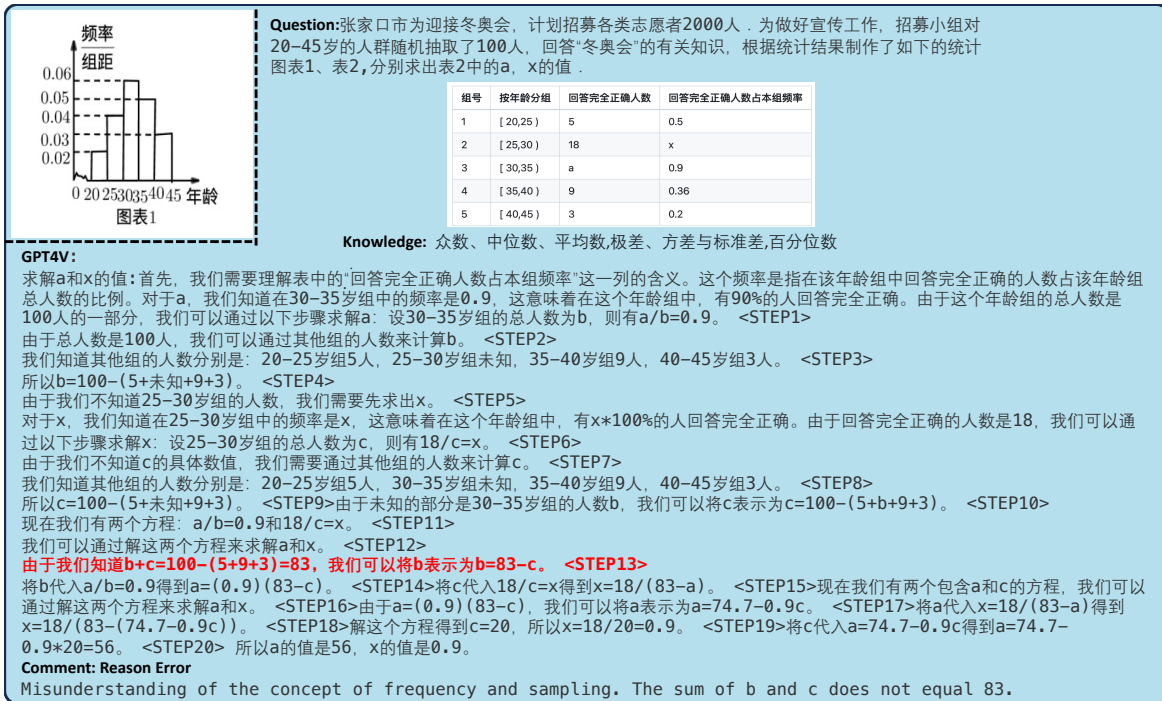 频率
组距
0.06
0.05
0.04
0.03
0.02
0 20 25 30 35 40 45 年龄
图表1
Question:张家口市为迎接冬奥会, 计划招募各类志愿者2000人 . 为做好宣传工作, 招募小组对
20-45岁的人群随机抽取了100人, 回答“冬奥会”的有关知识, 根据统计结果制作了如下的统计
图表1、表2,分别求出表2中的a, x的值 .
组号 按年龄分组 回答完全正确人数 回答完全正确人数占本组频率
1 [ 20,25 ) 5 0.5
2 [ 25,30 ) 18 x
3 [ 30,35 ) a 0.9
4 [ 35,40 ) 9 0.36
5 [ 40,45 ) 3 0.2
Knowledge: 众数、中位数、平均数,极差、方差与标准差,百分位数
GPT4V:
求解a和x的值:首先, 我们需要理解表中的“回答完全正确人数占本组频率”这一列的含义。这个频率是指在该年龄组中回答完全正确的人数占该年龄组
总人数的比例。对于a, 我们知道在30-35岁组中的频率是0.9, 这意味着在这个年龄组中, 有90%的人回答完全正确。由于这个年龄组的总人数是
100人的一部分, 我们可以通过以下步骤求解a: 设30-35岁组的总人数为b, 则有a/b=0.9。 <STEP1>
由于总人数是100人, 我们可以通过其他组的人数来计算b。 <STEP2>
我们知道其他组的人数分别是: 20-25岁组5人, 25-30岁组未知, 35-40岁组9人, 40-45岁组3人。 <STEP3>
所以b=100-(5+未知+9+3)。 <STEP4>
由于我们不知道25-30岁组的人数, 我们需要先求出x。 <STEP5>
对于x, 我们知道在25-30岁组中的频率是x, 这意味着在这个年龄组中, 有x*100%的人回答完全正确。由于回答完全正确的人数是18, 我们可以通
过以下步骤求解x: 设25-30岁组的总人数为c, 则有18/c=x。 <STEP6>
由于我们不知道c的具体数值, 我们需要通过其他组的人数来计算c。 <STEP7>
我们知道其他组的人数分别是: 20-25岁组5人, 30-35岁组未知, 35-40岁组9人, 40-45岁组3人。 <STEP8>
所以c=100-(5+未知+9+3)。 <STEP9>由于未知的部分是30-35岁组的人数b, 我们可以将c表示为c=100-(5+b+9+3)。 <STEP10>
现在我们有两个方程: a/b=0.9和18/c=x。 <STEP11>
我们可以通过解这两个方程来求解a和x。 <STEP12>
由于我们知道b+c=100-(5+9+3)=83, 我们可以将b表示为b=83-c。 <STEP13>
将b代入a/b=0.9得到a=(0.9)(83-c)。 <STEP14>将c代入18/c=x得到x=18/(83-a)。 <STEP15>现在我们有两个包含a和c的方程, 我们可以
通过解这两个方程来求解a和x。 <STEP16>由于a=(0.9)(83-c), 我们可以将a表示为a=74.7-0.9c。 <STEP17>将a代入x=18/(83-a)得到
x=18/(83-(74.7-0.9c))。 <STEP18>解这个方程得到c=20, 所以x=18/20=0.9。 <STEP19>将c代入a=74.7-0.9c得到a=74.7-
0.9*20=56。 <STEP20> 所以a的值是56, x的值是0.9。
Comment: Reason Error
Misunderstanding of the concept of frequency and sampling. The sum of b and c does not equal 83.